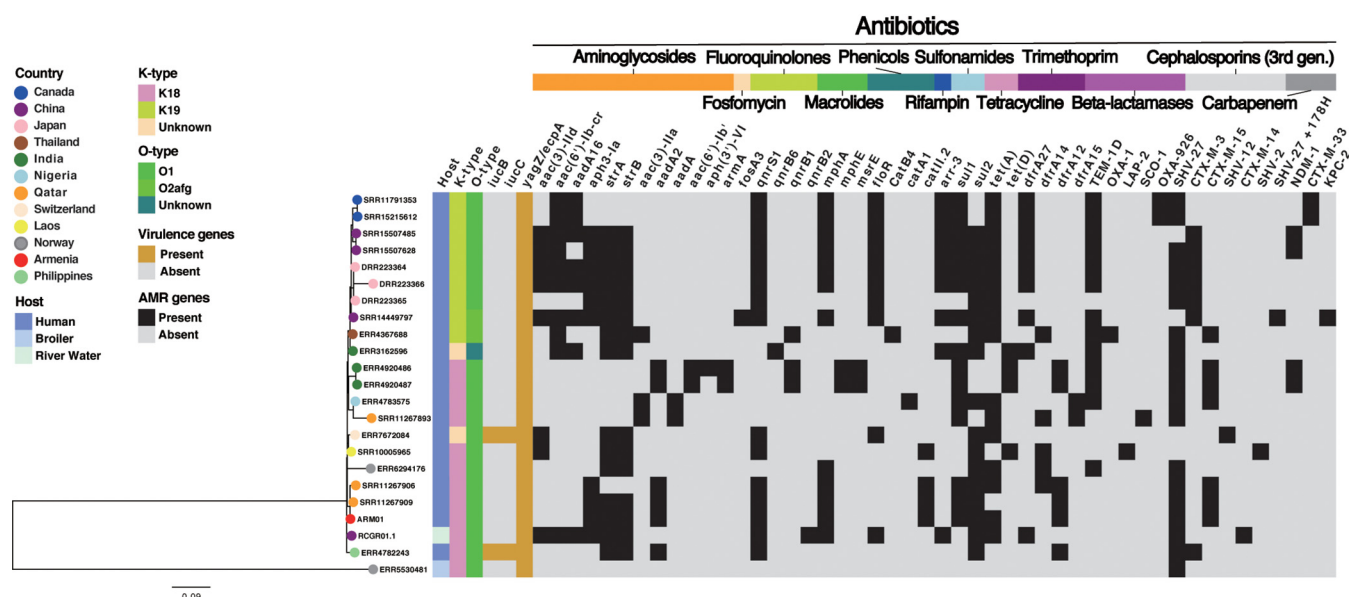 Antibiotics
Aminoglycosides Fluoroquinolones Phenicols Sulfonamides Trimethoprim Cephalosporins (3rd gen.)
Fosfomycin Macrolides Rifampin Tetracycline Beta-lactamases Carbapenem
Host
K-type
O-type
iucB
iucC
yagZ/ecpA
aac(3)-IId
aac(6')-Ib-cr
aadA16
aph3-Ia
strA
strB
aac(3)-IIa
aadA2
aadA
aac(6')-Ib'
aph(3')-VI
armA
fosA3
qnrS1
qnrB6
qnrB1
qnrB2
mphA
mphE
msrE
floR
CatB4
catA1
catII.2
arr-3
sul1
sul2
tet(A)
tet(D)
dfrA27
dfrA14
dfrA12
dfrA15
TEM-1D
OXA-1
LAP-2
SCO-1
OXA-926
SHV-27
CTX-M-3
CTX-M-15
SHV-12
CTX-M-14
SHV-2
SHV-27 +178H
NDM-1
CTX-M-33
KPC-2
Country
Canada
China
Japan
Thailand
India
Nigeria
Qatar
Switzerland
Laos
Norway
Armenia
Philippines
Host
Human
Broiler
River Water
K-type
K18
K19
Unknown
O-type
O1
O2afg
Unknown
Virulence genes
Present
Absent
AMR genes
Present
Absent
SRR11791353
SRR15215612
SRR15507485
SRR15507628
DRR223364
DRR223366
DRR223365
SRR14449797
ERR4367688
ERR3162596
ERR4920486
ERR4920487
ERR4783575
SRR11267893
ERR7672084
SRR10005965
ERR6294176
SRR11267906
SRR11267909
ARM01
RCGR01.1
ERR4782243
ERR5530481
0.09